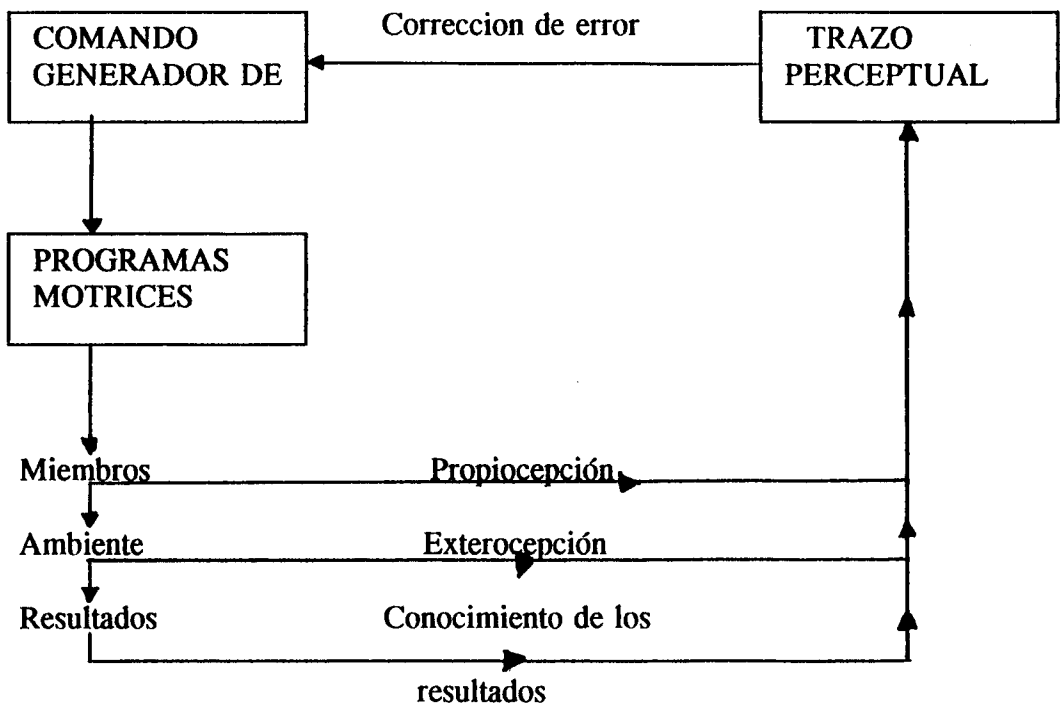 Correccion de error
COMANDO
GENERADOR DE
TRAZO
PERCEPTUAL
PROGRAMAS
MOTRICES
Miembros
Propiocepción
Ambiente
Exterocepción
Resultados
Conocimiento de los
resultados